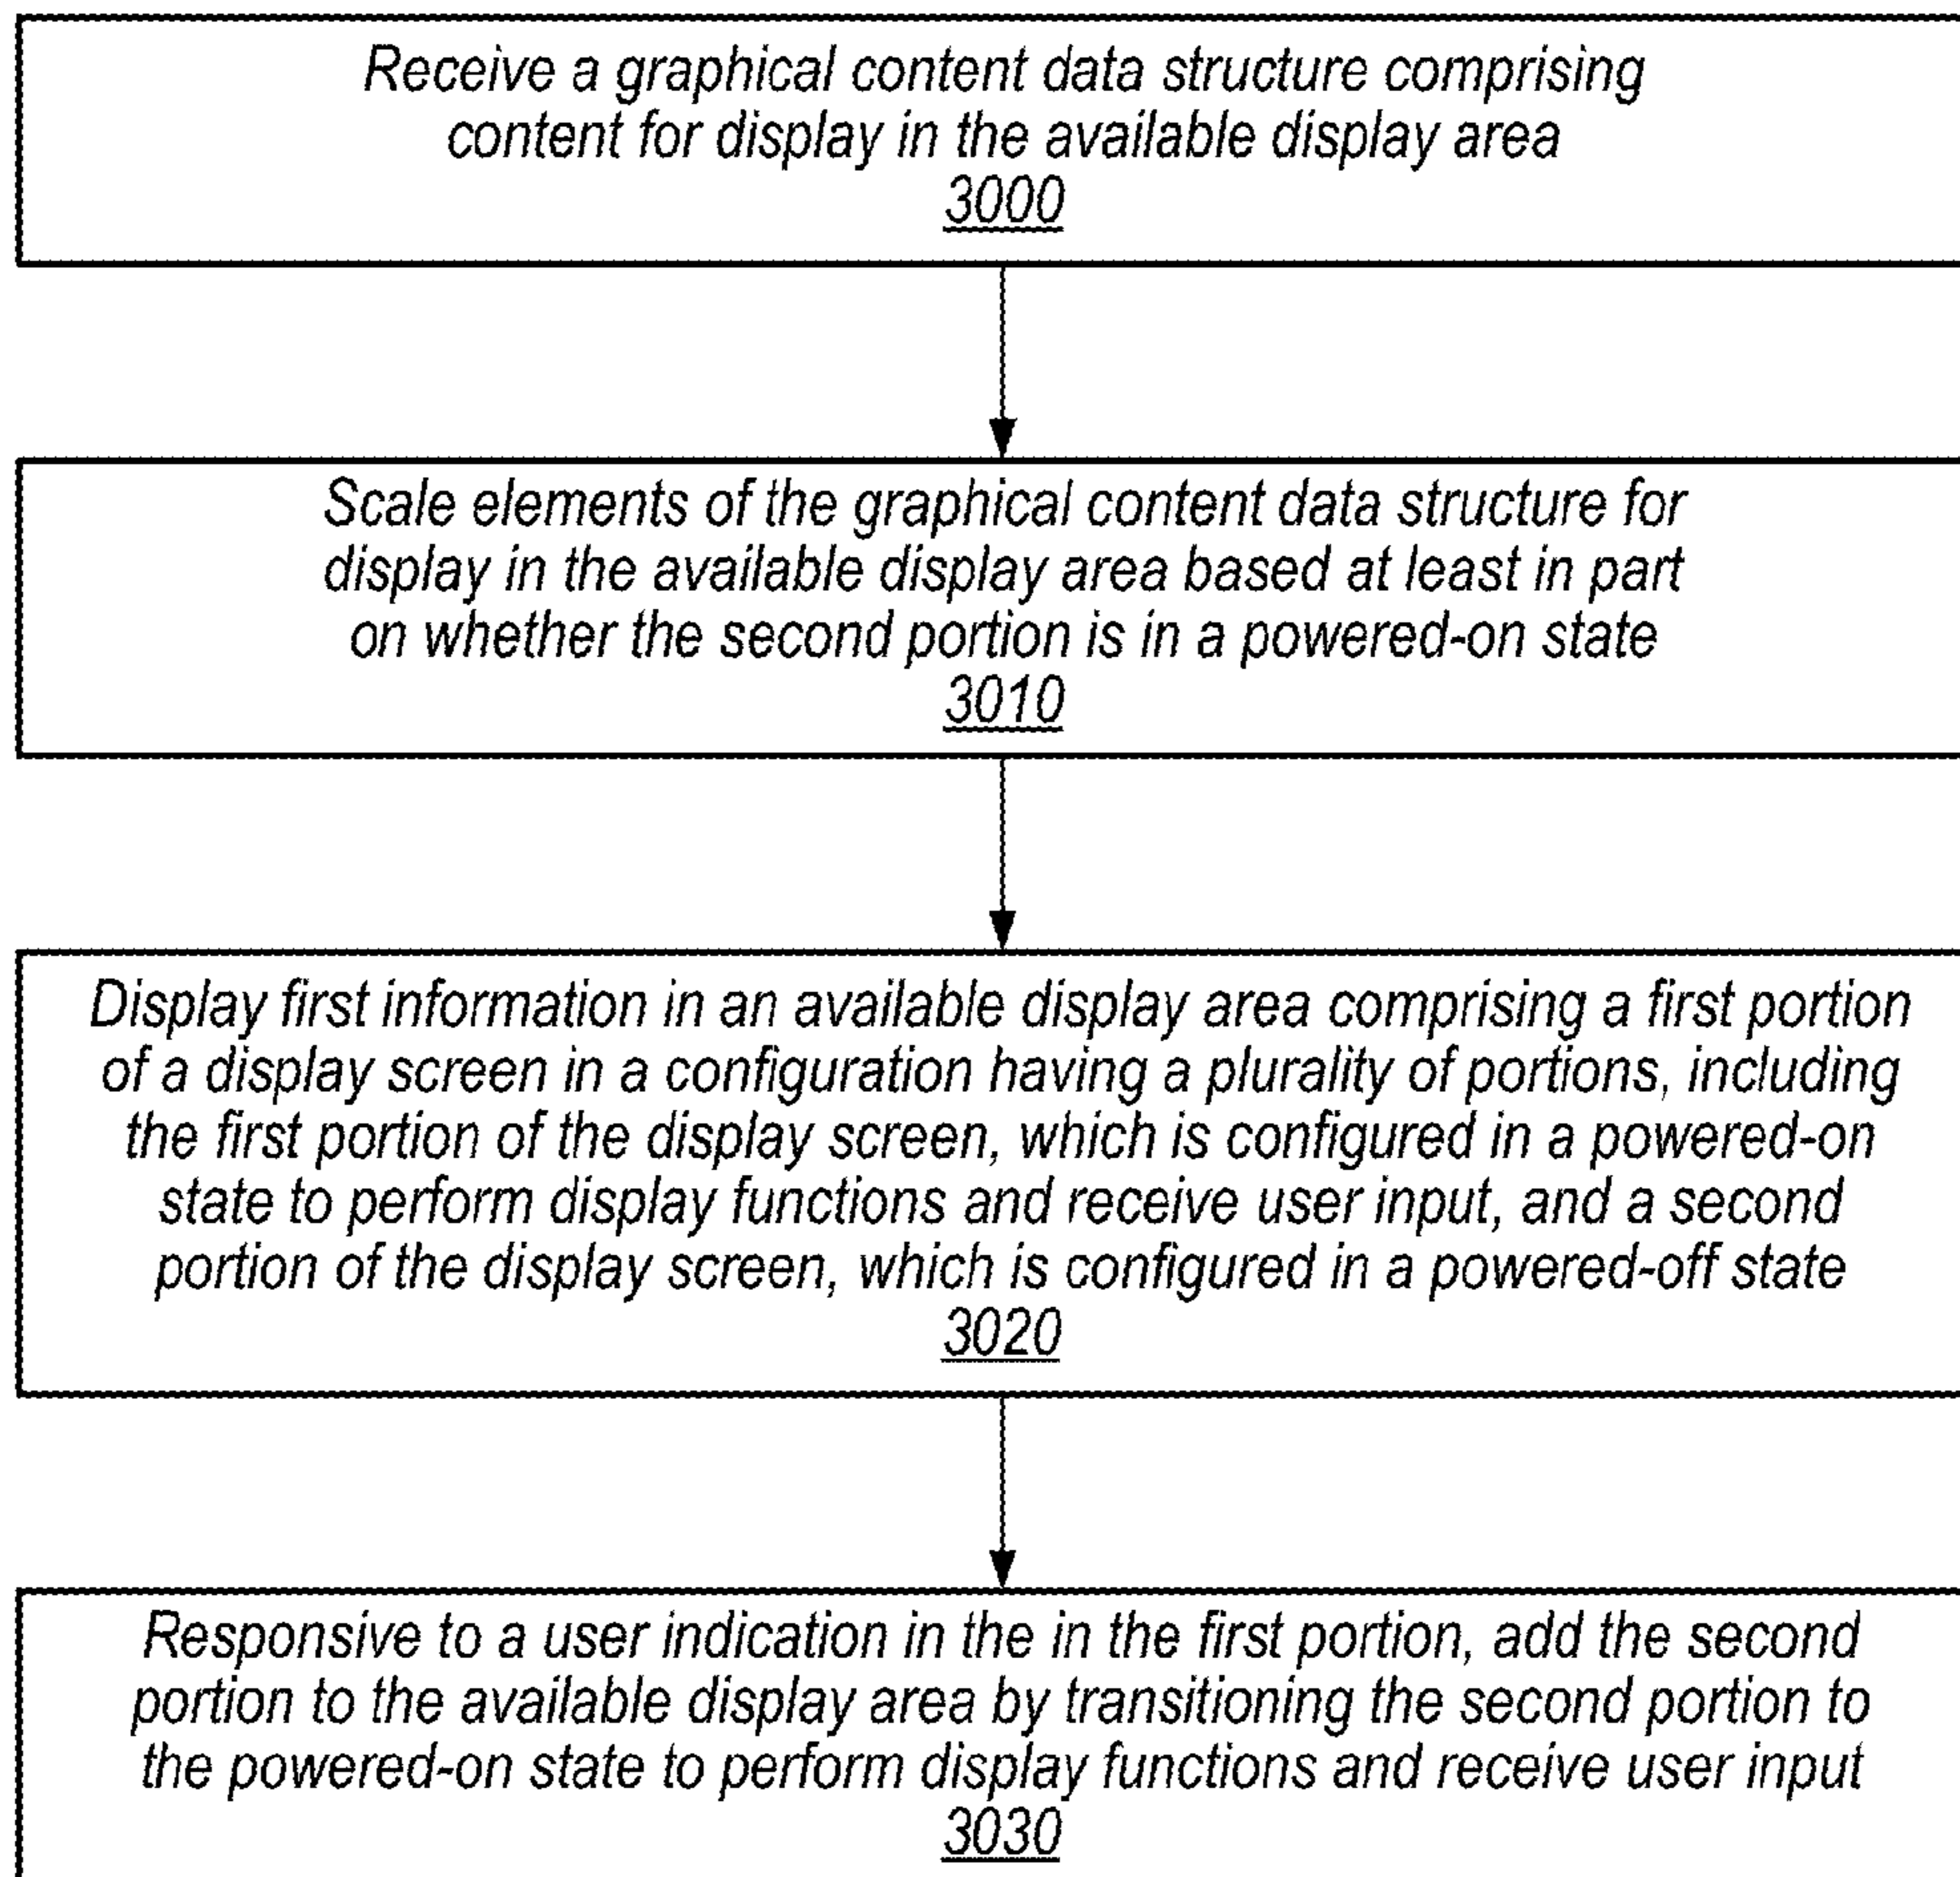 Receive a graphical content data structure comprising
content for display in the available display area
3000
Scale elements of the graphical content data structure for
display in the available display area based at least in part
on whether the second portion is in a powered-on state
3010
Display first information in an available display area comprising a first portion
of a display screen in a configuration having a plurality of portions, including
the first portion of the display screen, which is configured in a powered-on
state to perform display functions and receive user input, and a second
portion of the display screen, which is configured in a powered-off state
3020
Responsive to a user indication in the in the first portion, add the second
portion to the available display area by transitioning the second portion to
the powered-on state to perform display functions and receive user input
3030